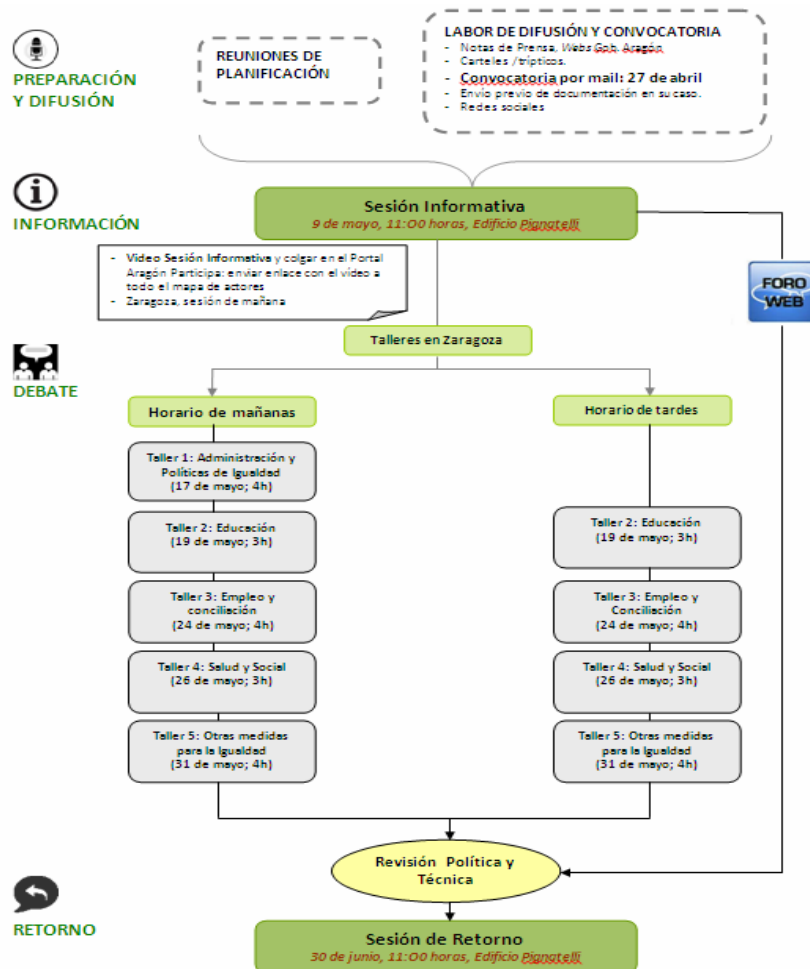 PREPARACIÓN
Y DIFUSIÓN
REUNIONES DE
PLANIFICACIÓN
LABOR DE DIFUSIÓN Y CONVOCATORIA
- Notas de Prensa, Webs Gob. Aragón
- Carteles /trípticos.
- Convocatoria por mail: 27 de abril
- Envío previo de documentación en su caso.
- Redes sociales
INFORMACIÓN
Sesión Informativa
9 de mayo, 11:00 horas, Edificio Pignatelli
- Video Sesión Informativa y colgar en el Portal
Aragón Participa: enviar enlace con el vídeo a
todo el mapa de actores
- Zaragoza, sesión de mañana
FORO
WEB
Talleres en Zaragoza
DEBATE
Horario de mañanas
Taller 1: Administración y
Políticas de Igualdad
(17 de mayo; 4h)
Taller 2: Educación
(19 de mayo; 3h)
Taller 3: Empleo y
conciliación
(24 de mayo; 4h)
Taller 4: Salud y Social
(26 de mayo; 3h)
Taller 5: Otras medidas
para la Igualdad
(31 de mayo; 4h)
Horario de tardes
Taller 2: Educación
(19 de mayo; 3h)
Taller 3: Empleo y
Conciliación
(24 de mayo; 4h)
Taller 4: Salud y Social
(26 de mayo; 3h)
Taller 5: Otras medidas
para la Igualdad
(31 de mayo; 4h)
Revisión Política y
Técnica
RETORNO
Sesión de Retorno
30 de junio, 11:00 horas, Edificio Pignatelli